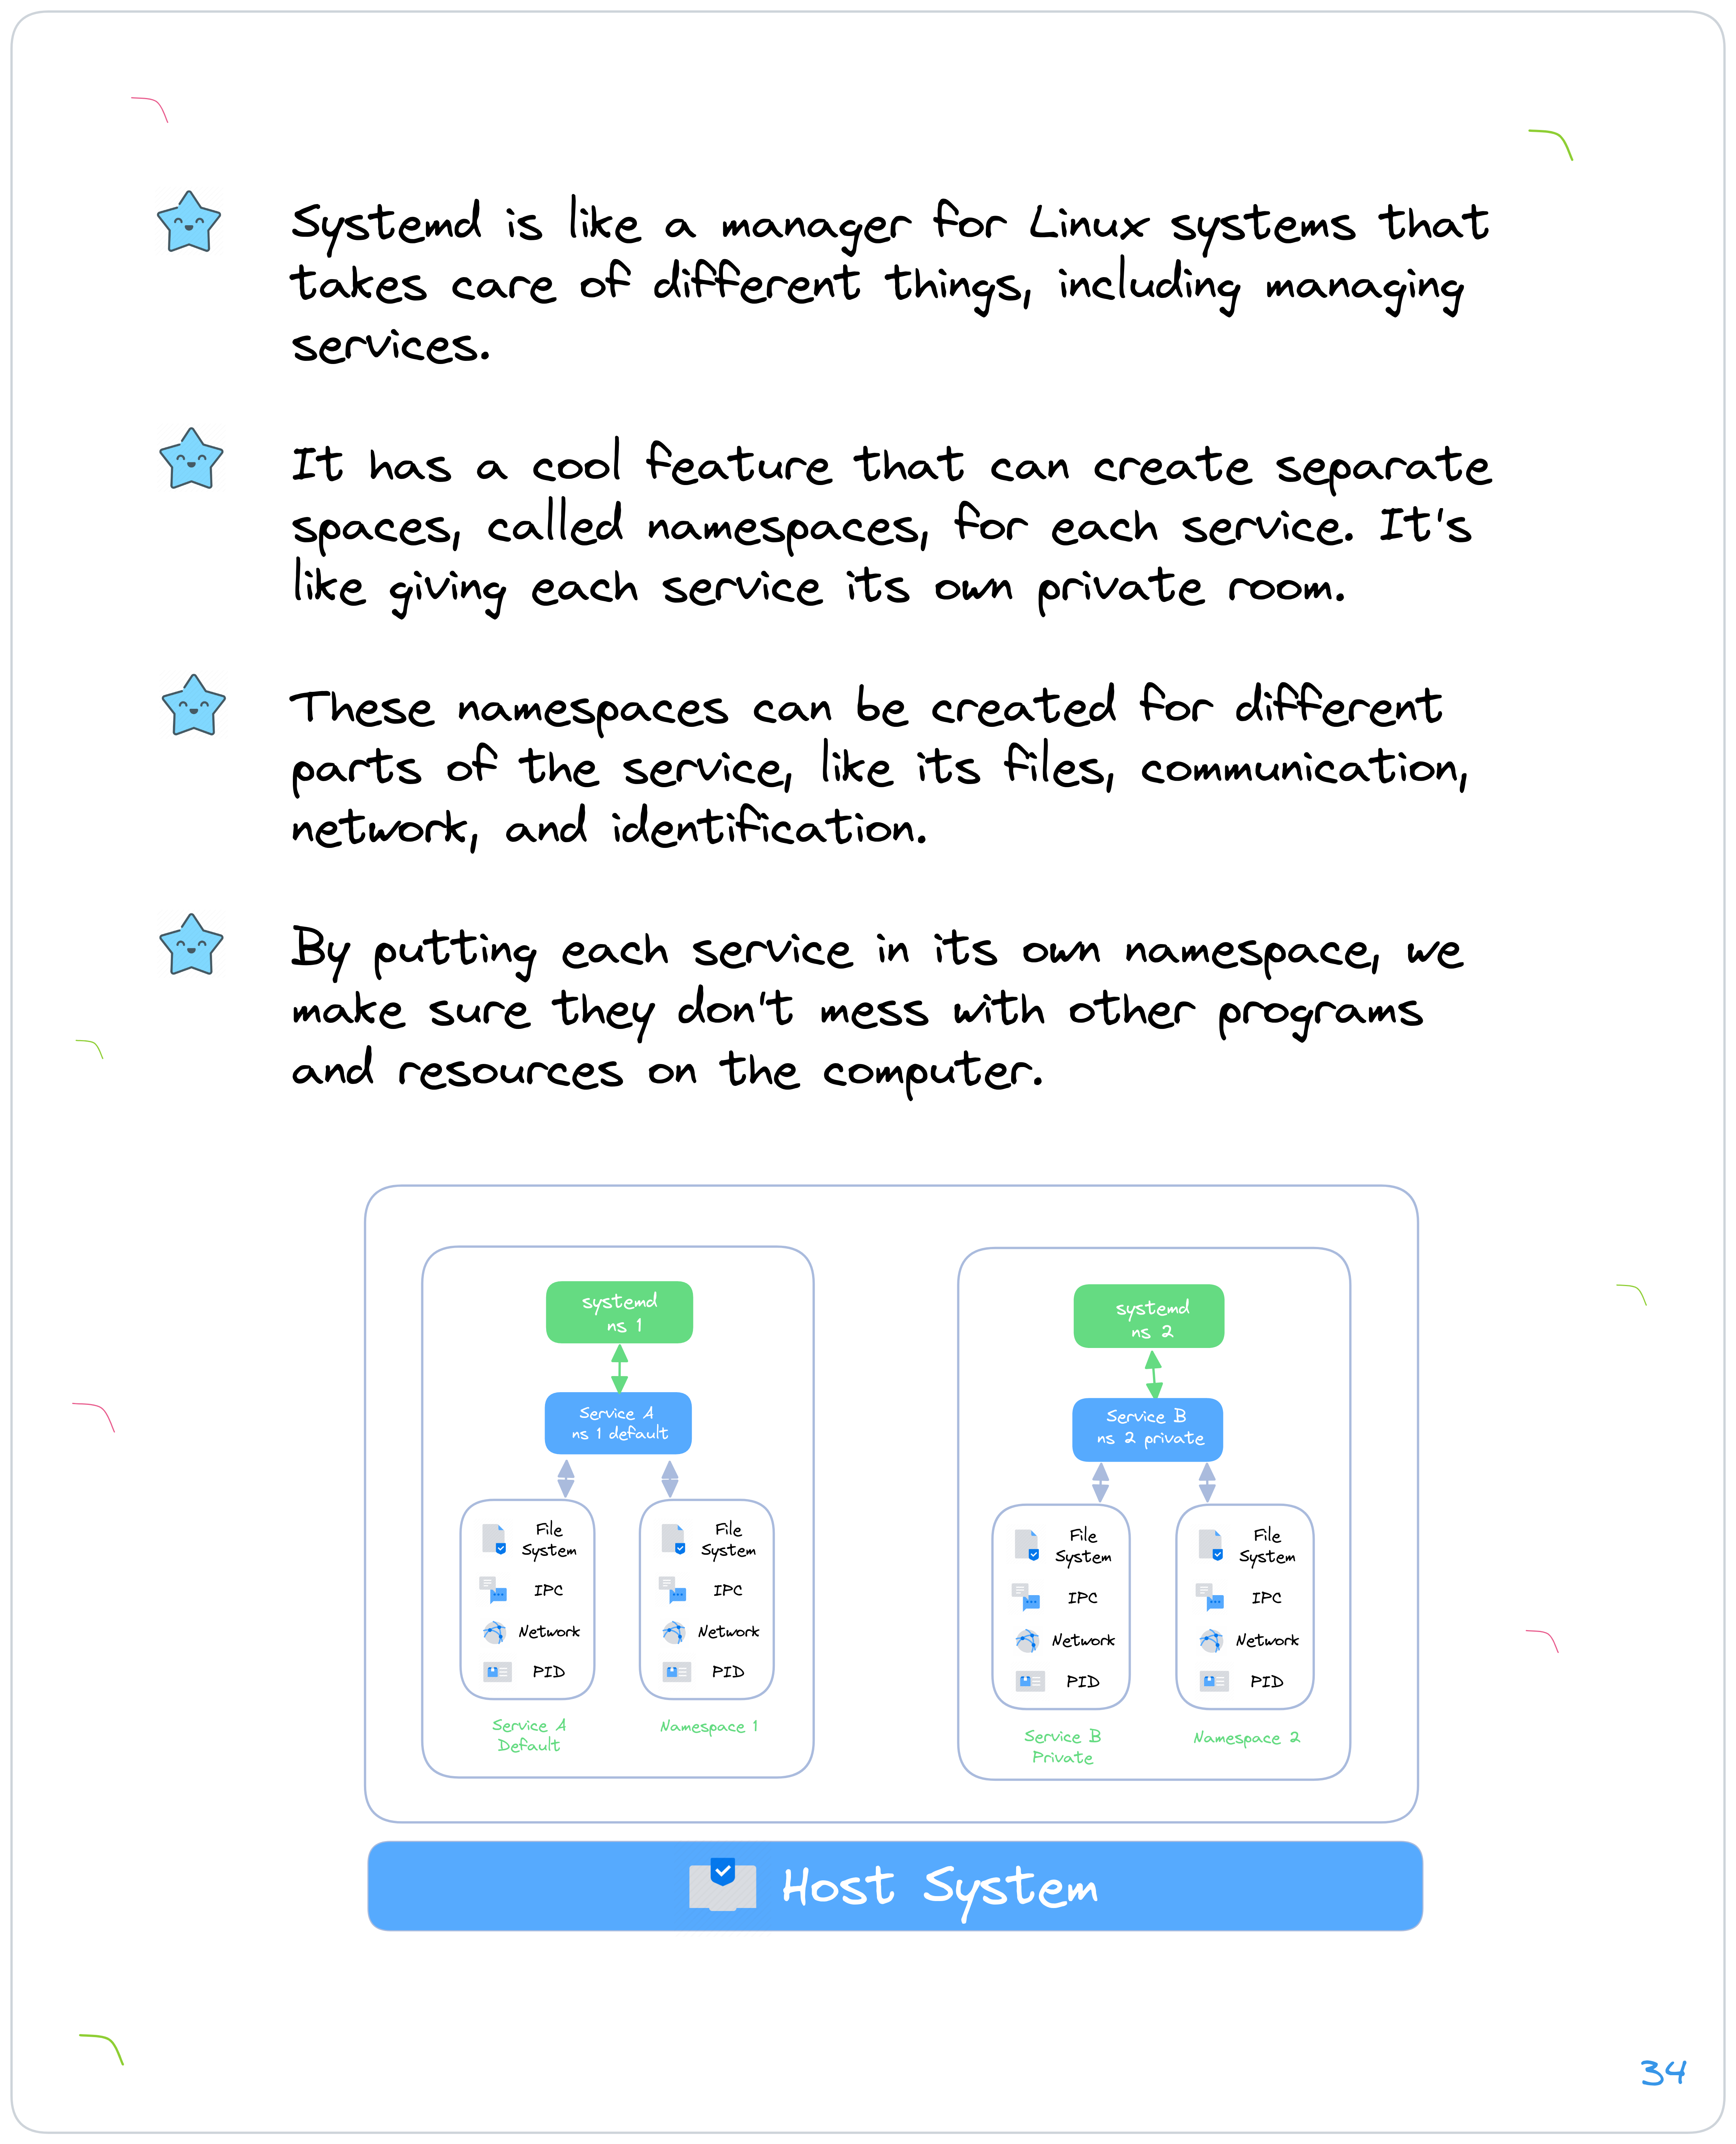 Systemd is like a manager for Linux systems that
takes care of different things, including managing
services.
It has a cool feature that can create separate
spaces, called namespaces, for each service. It's
like giving each service its own private room.
These namespaces can be created for different
parts of the service, like its files, communication,
network, and identification.
By putting each service in its own namespace, we
make sure they don't mess with other programs
and resources on the computer.
systemd
ns 1
Service A
ns 1 default
File
System
IPC
Network
PID
Service A
Default
File
System
IPC
Network
PID
Namespace 1
systemd
ns 2
Service B
ns 2 private
File
System
IPC
Network
PID
Service B
Private
File
System
IPC
Network
PID
Namespace 2
Host System
34